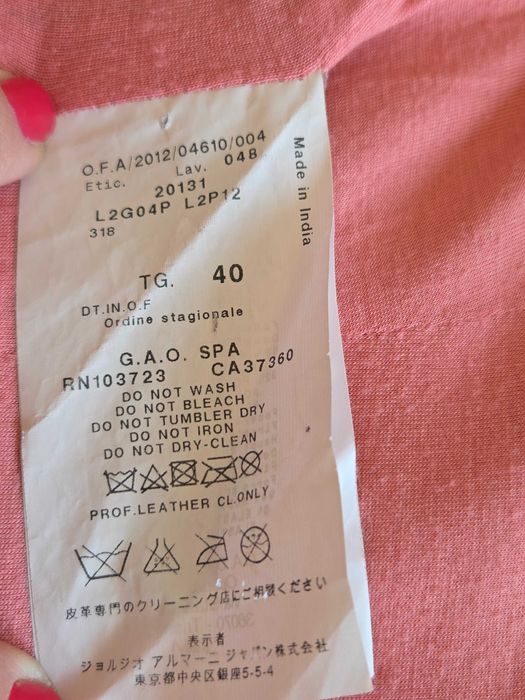 O.F.A/2012/04610/004
Etic. Lav. 048
20131
L2G04P L2P12
318
Made in India
TG. 40
DT.IN.O.F
Ordine stagionale
G.A.O. SPA
RN103723 CA37360
DO NOT WASH
DO NOT BLEACH
DO NOT TUMBLER DRY
DO NOT IRON
DO NOT DRY-CLEAN
PROF.LEATHER CL.ONLY
皮革専門のクリーニング店にご相談ください
表示者
ジョルジオ アルマーニ ジャパン株式会社
東京都中央区銀座5-5-4